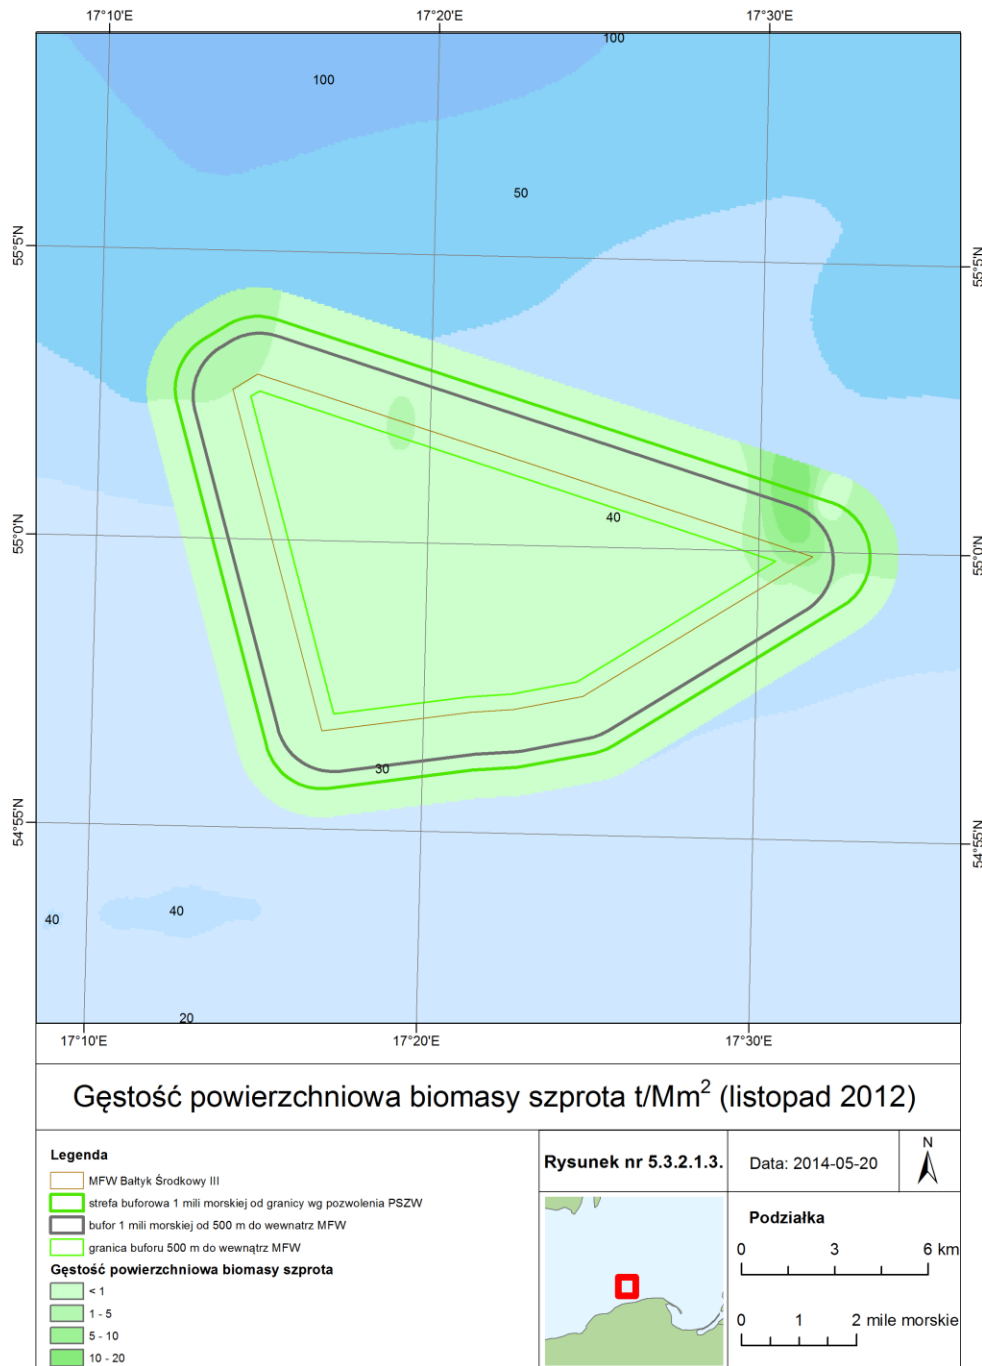 17°10'E 17°20'E 17°30'E
100
100
50
55°5'N
55°5'N
40
55°0'N
55°0'N
30
54°55'N
54°55'N
40
40
20
17°10'E 17°20'E 17°30'E
Gęstość powierzchniowa biomasy szprota t/Mm² (listopad 2012)
Legenda
MFW Bałtyk Środkowy III
strefa buforowa 1 mili morskiej od granicy wg pozwolenia PSZW
bufor 1 mili morskiej od 500 m do wewnatrz MFW
granica buforu 500 m do wewnątrz MFW
Gęstość powierzchniowa biomasy szprota
< 1
1 - 5
5 - 10
10 - 20
Rysunek nr 5.3.2.1.3.
Data: 2014-05-20
N
Podziałka
0 3 6 km
0 1 2 mile morskie